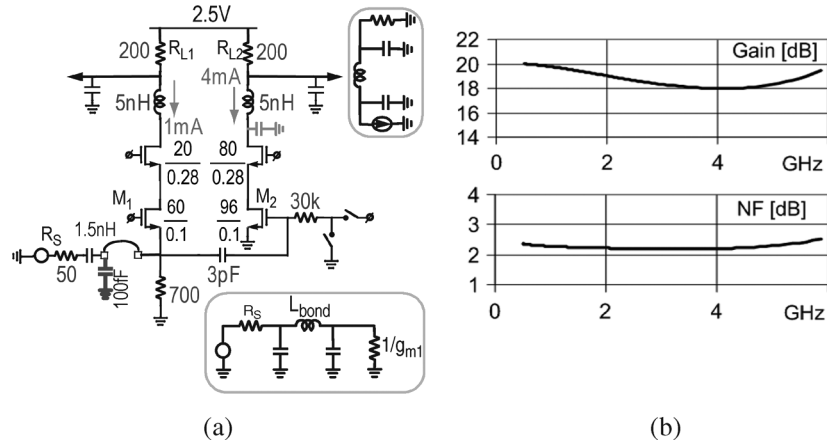 2.5V
200
R_L1
R_L2
200
4mA
5nH
5nH
1mA
20
80
0.28
0.28
M_1
M_2
60
96
30k
0.1
0.1
1.5nH
R_S
50
3pF
100fF
700
L_bond
R_S
1/g_m1
(a)
22
20
18
16
14
Gain [dB]
0
2
4
GHz
4
3
2
1
NF [dB]
0
2
4
GHz
(b)